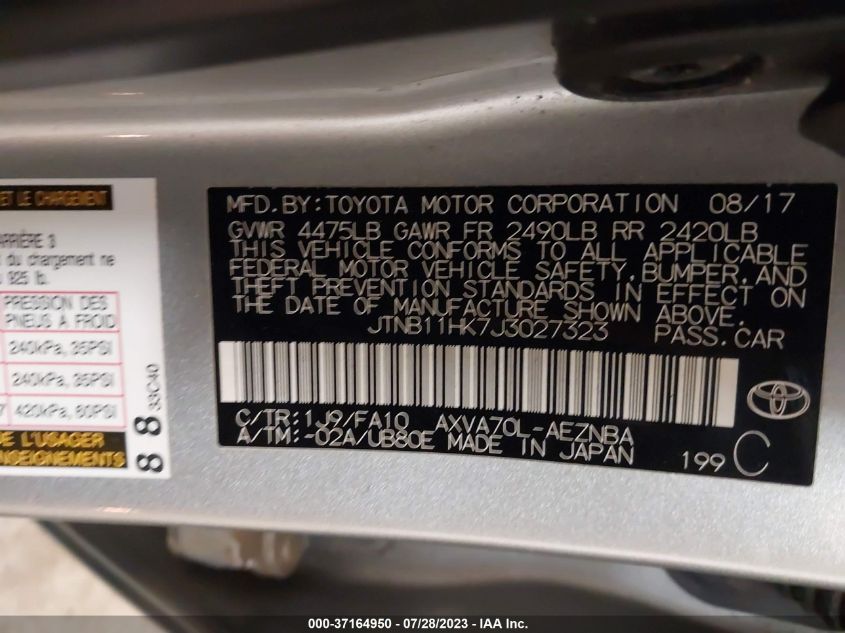 ET LE CHARGEMENT
ARRIÈRE 3
du chargement ne
325 lb.
PRESSION DES
PNEUS A FROID
240kPa, 35PSI
240kPa, 35PSI
420kPa, 60PSI
DE L'USAGER
8 8 33C40
MFD.BY:TOYOTA MOTOR CORPORATION 08/17
GVWR 4475LB GAWR FR 2490LB RR 2420LB
THIS VEHICLE CONFORMS TO ALL APPLICABLE
FEDERAL MOTOR VEHICLE SAFETY, BUMPER, AND
THEFT PREVENTION STANDARDS IN EFFECT ON
THE DATE OF MANUFACTURE SHOWN ABOVE.
JTNB11HK7J3027323 PASS.CAR
C/TR:1J9/FA10 AXVA70L-AEZNBA
A/TM:-02A/UB80E MADE IN JAPAN
199 C
000-37164950 / 07/28/2023 - IAA Inc.